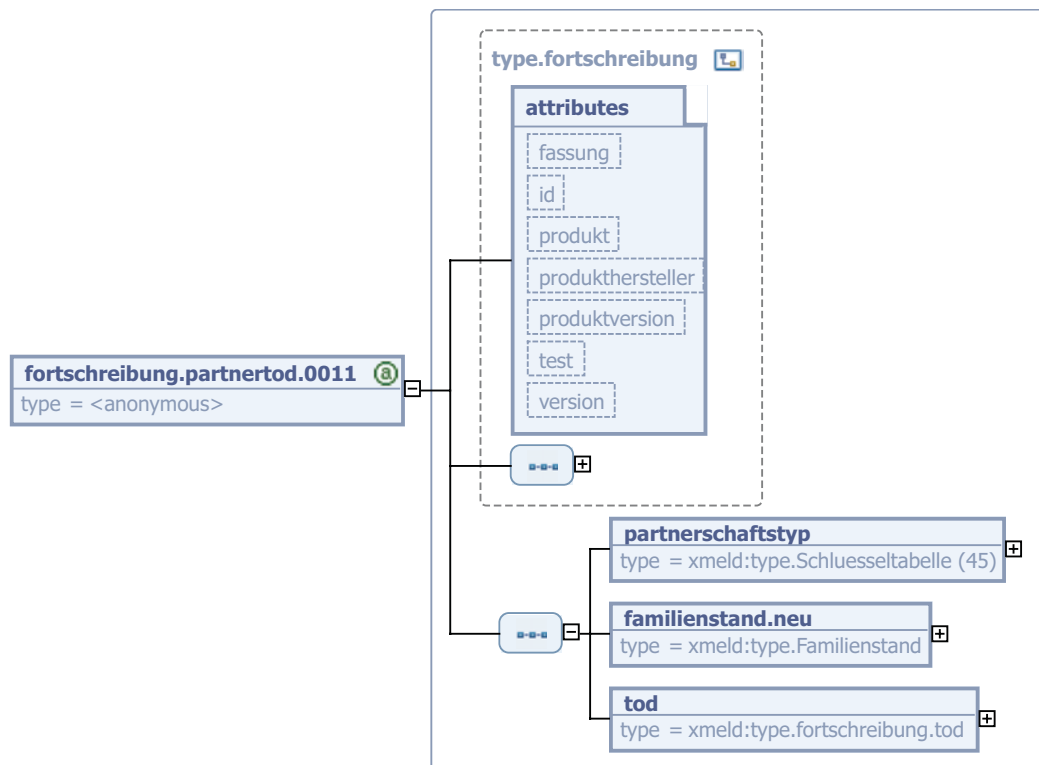 type.fortschreibung
attributes
fassung
id
produkt
produkthersteller
produktversion
test
version
fortschreibung.partnertod.0011
type = <anonymous>
partnerschaftstyp
type = xmeld:type.Schluesseltabelle (45)
familienstand.neu
type = xmeld:type.Familienstand
tod
type = xmeld:type.fortschreibung.tod